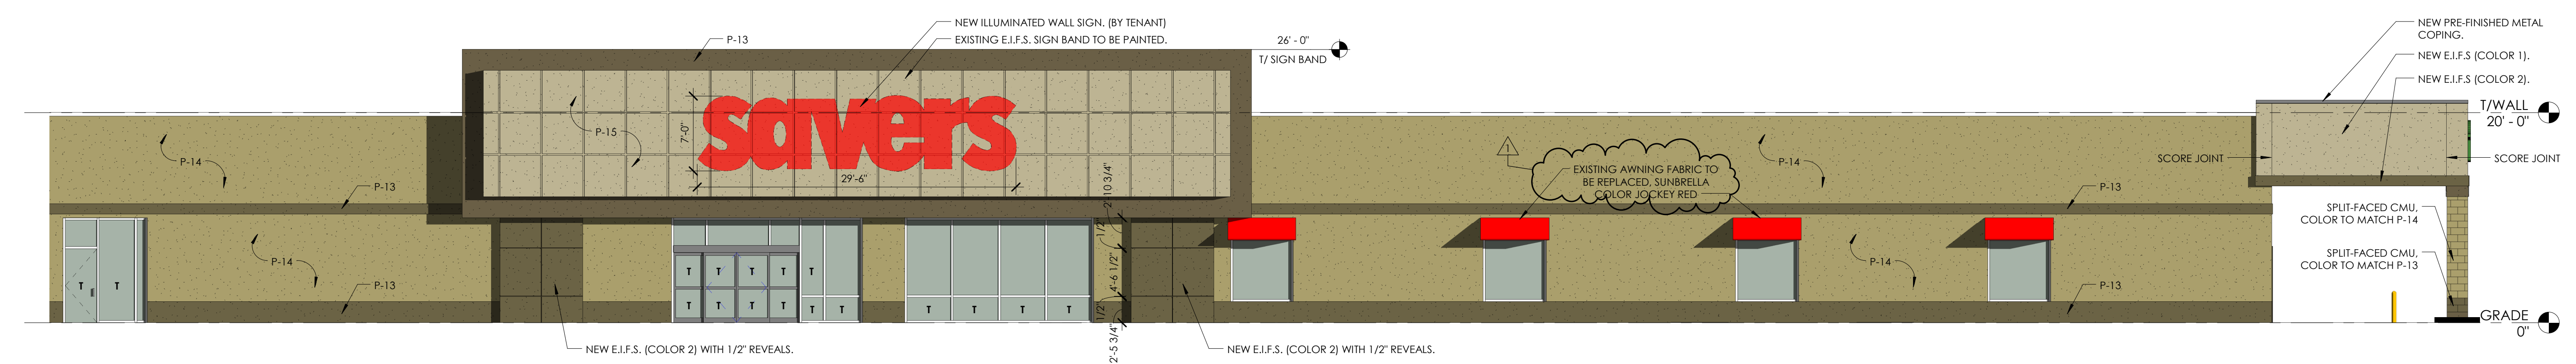 NEW ILLUMINATED WALL SIGN. (BY TENANT)
P-13
EXISTING E.I.F.S. SIGN BAND TO BE PAINTED.
26' - 0"
T/ SIGN BAND
NEW PRE-FINISHED METAL
COPING.
NEW E.I.F.S (COLOR 1).
NEW E.I.F.S (COLOR 2).
T/WALL
20' - 0"
savers
7'-0"
P-15
29'-6"
P-14
P-13
1
EXISTING AWNING FABRIC TO
BE REPLACED, SUNBRELLA
COLOR JOCKEY RED
P-14
P-13
SCORE JOINT
SCORE JOINT
SPLIT-FACED CMU,
COLOR TO MATCH P-14
SPLIT-FACED CMU,
COLOR TO MATCH P-13
2'-10 3/4"
1/2"
4'-6 1/2"
1/2"
2'-5 3/4"
P-14
P-13
P-14
P-13
T T
T T T T T
T T T T T T
T T T T
GRADE
0"
NEW E.I.F.S. (COLOR 2) WITH 1/2" REVEALS.
NEW E.I.F.S. (COLOR 2) WITH 1/2" REVEALS.